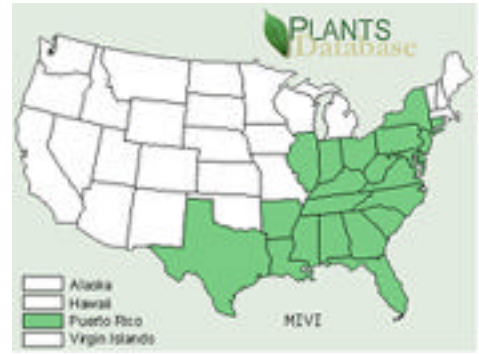 PLANTS
Database
Alaska
Hawaii
Puerto Rico
Virgin Islands
MIVI